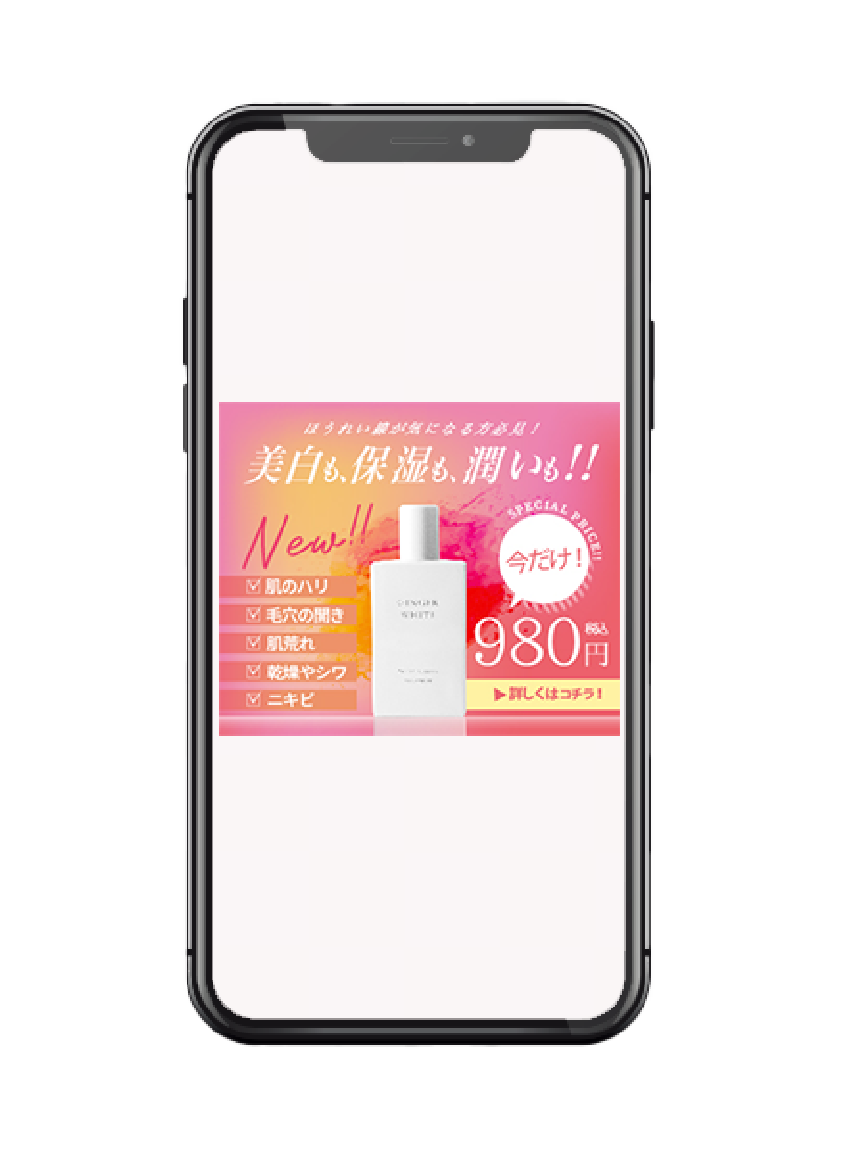 ほうれい線が気になる方必見！
美白も、保湿も、潤いも!!
New!!
SPECIAL PRICE!!
今だけ！
肌のハリ
毛穴の開き
肌荒れ
乾燥やシワ
ニキビ
980円
税込
▶詳しくはコチラ！